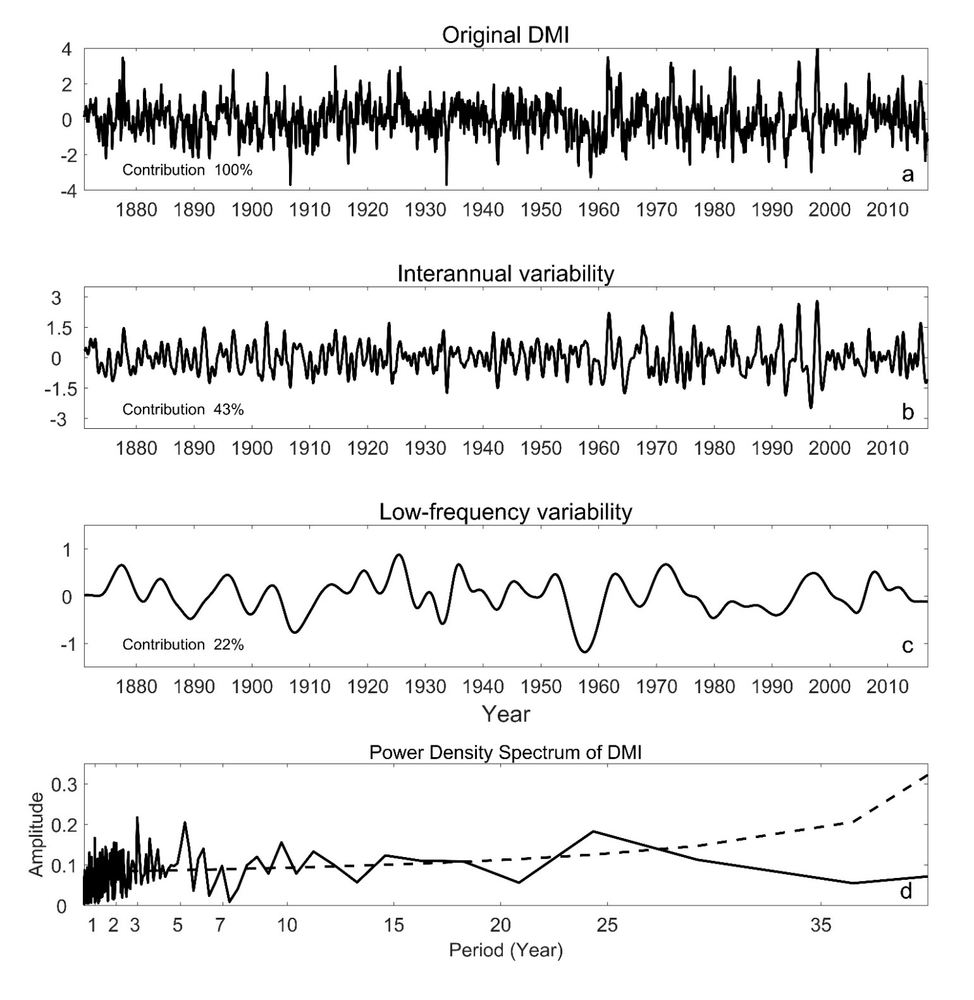 Original DMI
4
2
0
-2
-4
Contribution 100%
a
1880 1890 1900 1910 1920 1930 1940 1950 1960 1970 1980 1990 2000 2010
Interannual variability
3
1.5
0
-1.5
-3
Contribution 43%
b
1880 1890 1900 1910 1920 1930 1940 1950 1960 1970 1980 1990 2000 2010
Low-frequency variability
1
0
-1
Contribution 22%
c
1880 1890 1900 1910 1920 1930 1940 1950 1960 1970 1980 1990 2000 2010
Year
Power Density Spectrum of DMI
Amplitude
0.3
0.2
0.1
0
d
1 2 3 5 7 10 15 20 25 35
Period (Year)